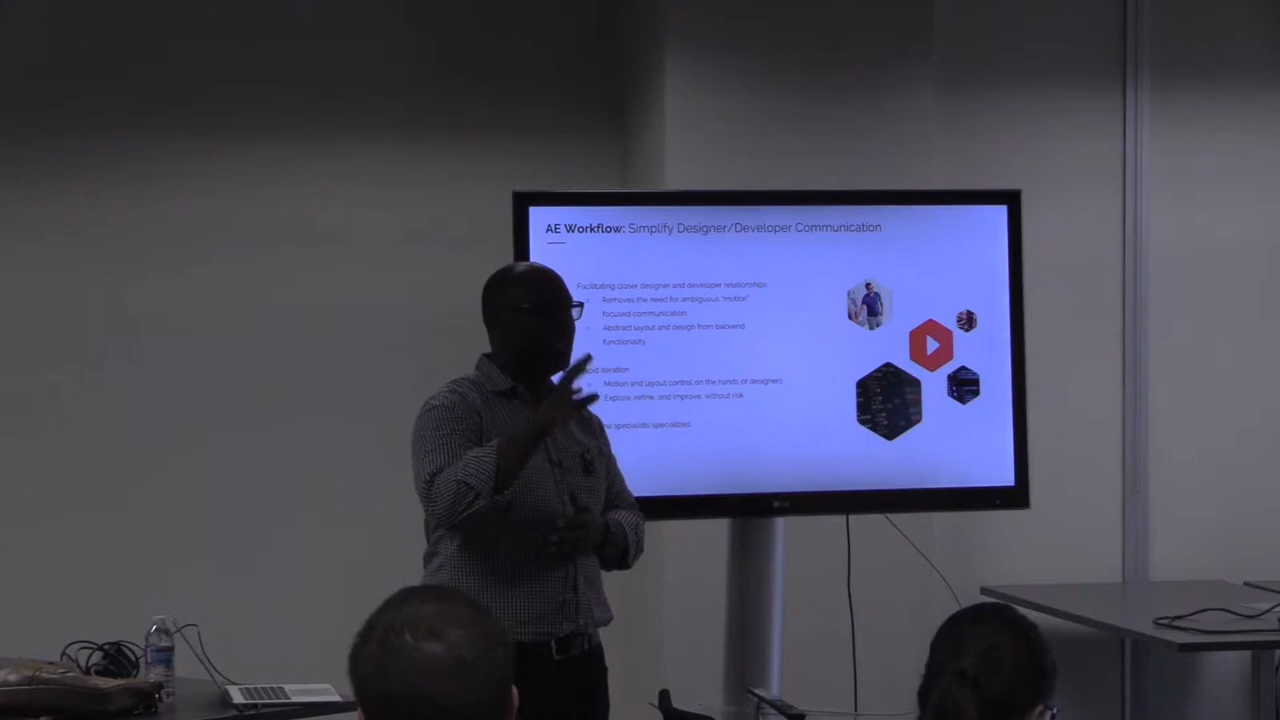 AE Workflow: Simplify Designer/Developer Communication
Facilitating closer designer and developer relationships
Removes the need for ambiguous "motion"
focused communication.
Abstract layout and design from backend
functionality
iteration
Motion and layout control on the hands of designers
Explore, refine, and improve, without risk
specialists specialized
LG